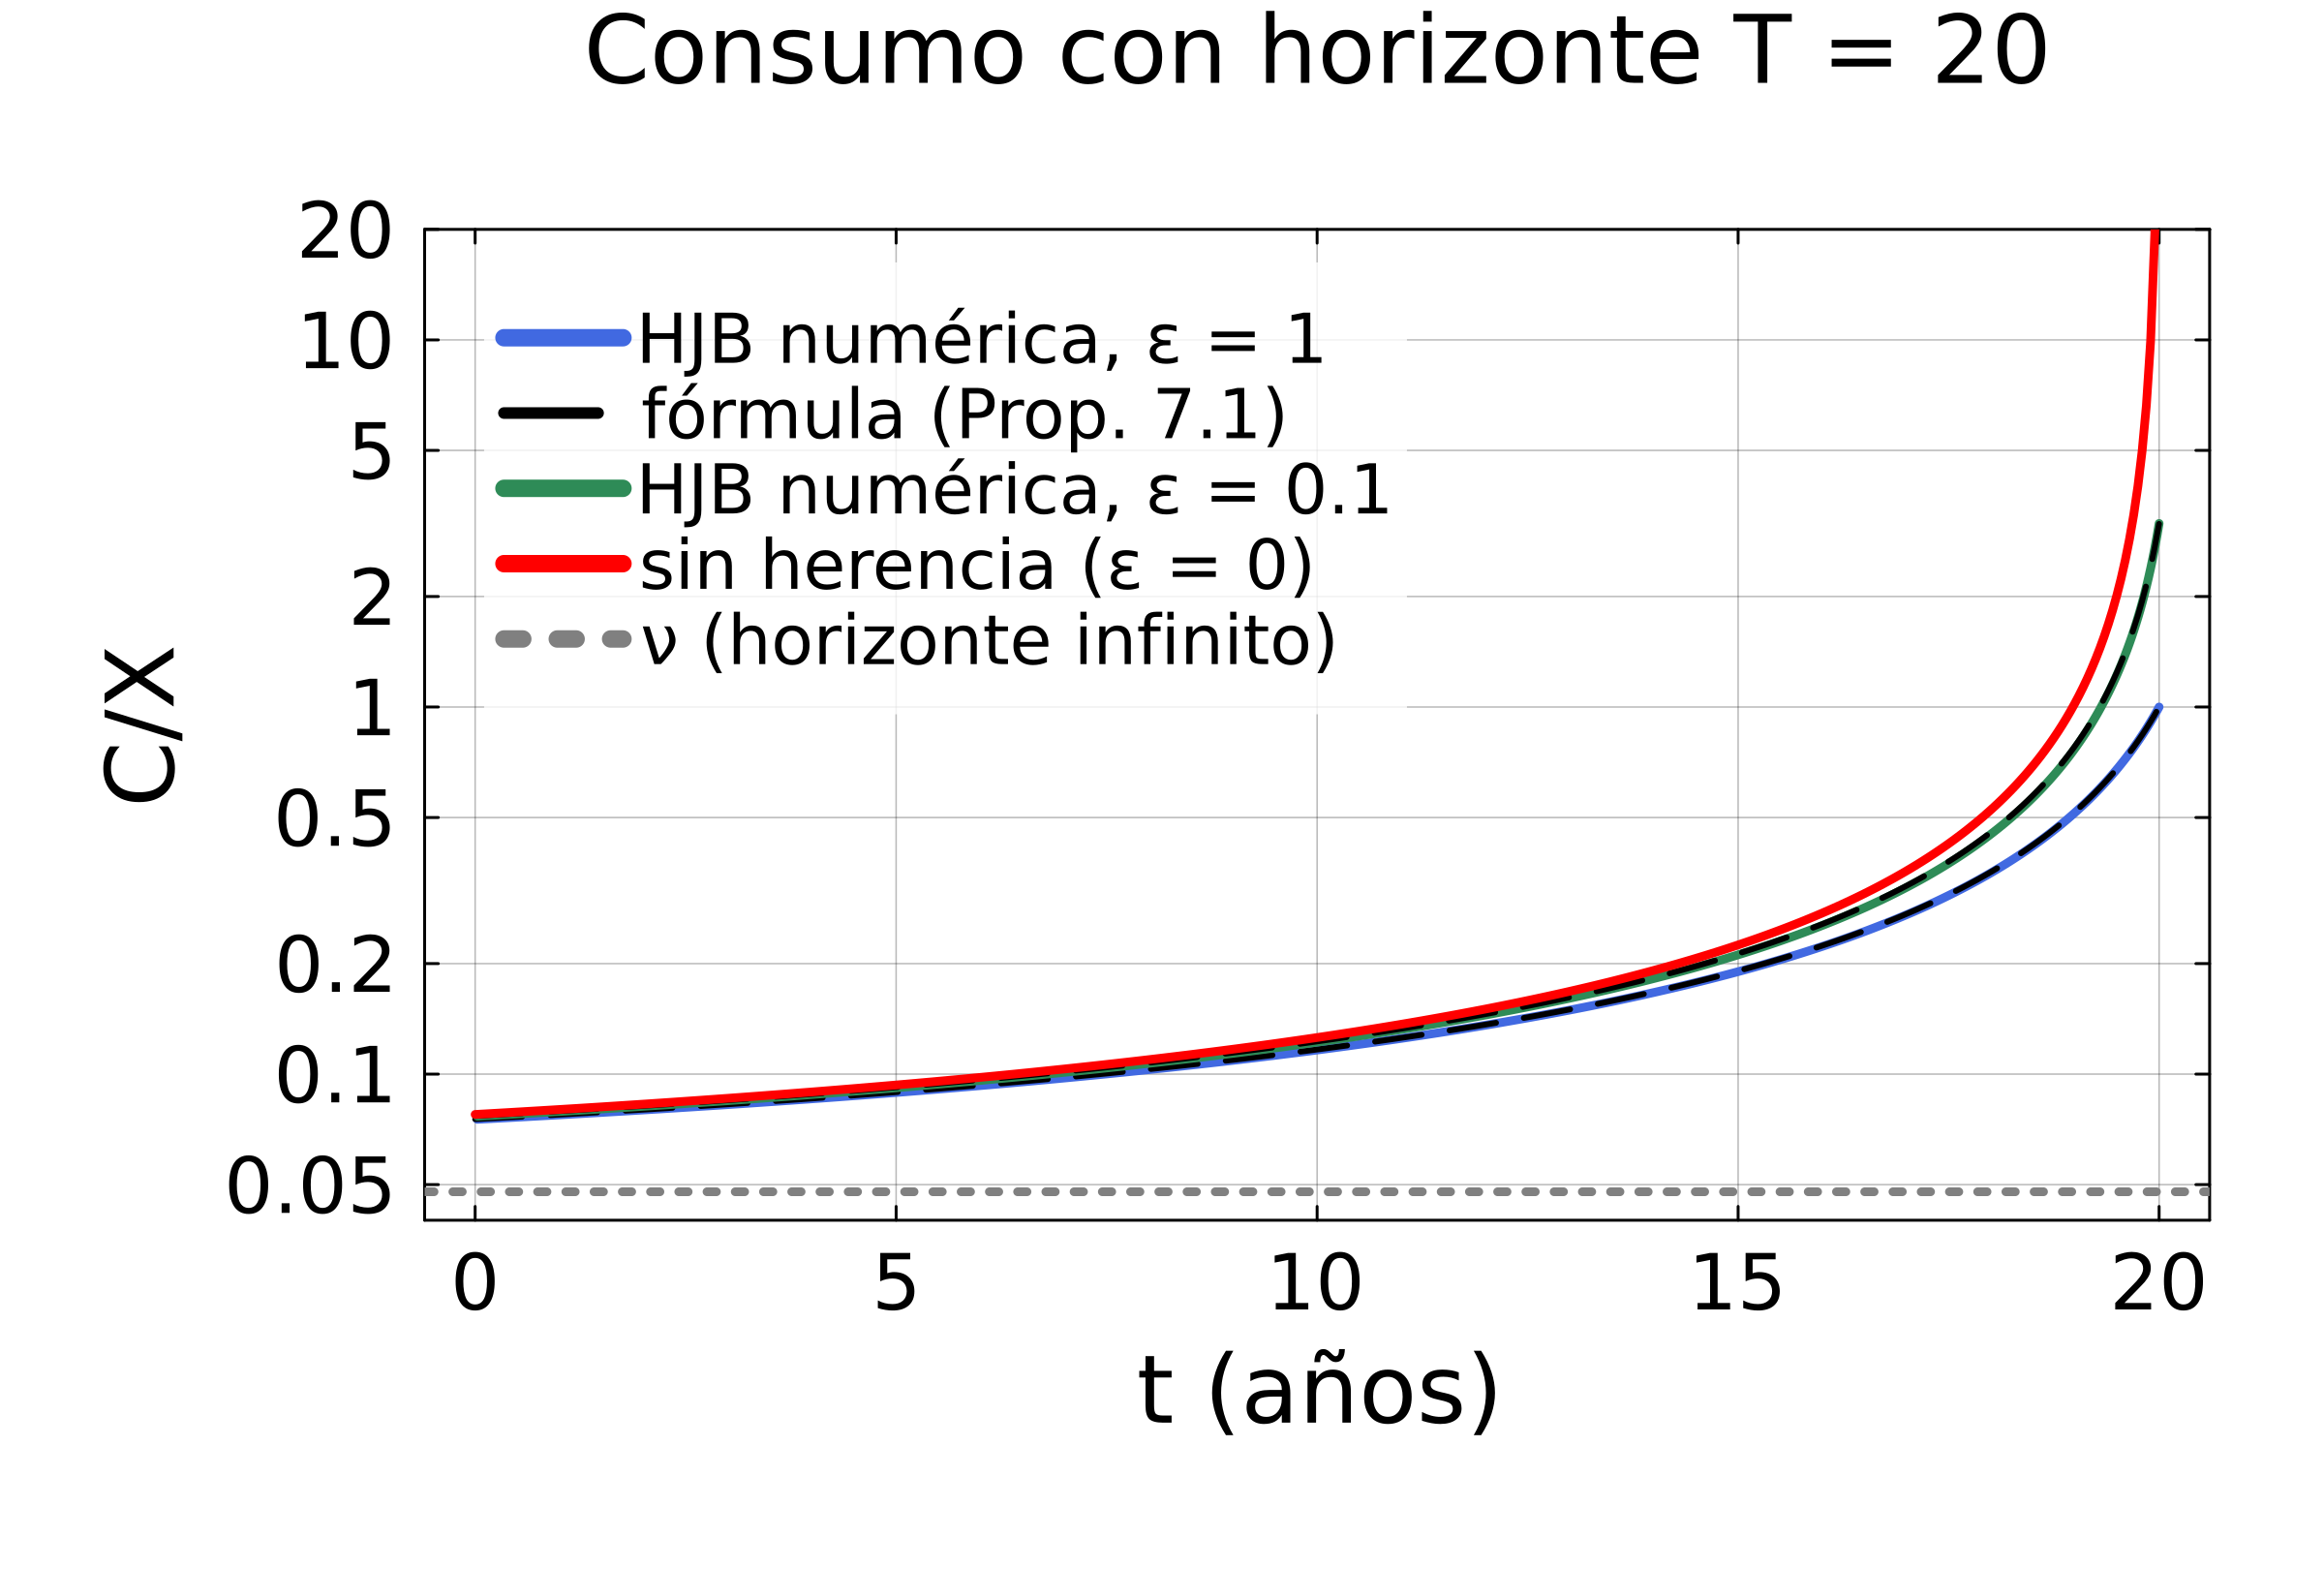 Consumo con horizonte T = 20
20
10
5
2
1
0.5
0.2
0.1
0.05
C/X
HJB numérica, ε = 1
fórmula (Prop. 7.1)
HJB numérica, ε = 0.1
sin herencia (ε = 0)
ν (horizonte infinito)
0 5 10 15 20
t (años)